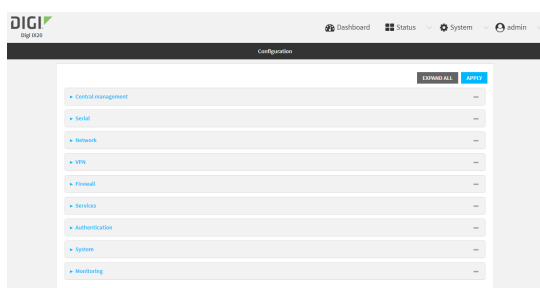 DIGI
Digi IX20
Dashboard Status System admin
Configuration
EXPAND ALL APPLY
Central management
Serial
Network
VPN
Firewall
Services
Authentication
System
Monitoring